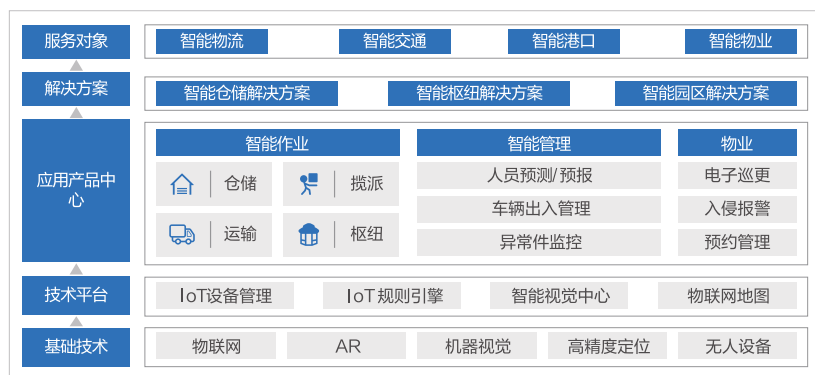 服务对象
智能物流
智能交通
智能港口
智能物业
解决方案
智能仓储解决方案
智能枢纽解决方案
智能园区解决方案
应用产品中
心
智能作业
仓储
揽派
运输
枢纽
智能管理
人员预测/预报
车辆出入管理
异常件监控
物业
电子巡更
入侵报警
预约管理
技术平台
IoT设备管理
IoT规则引擎
智能视觉中心
物联网地图
基础技术
物联网
AR
机器视觉
高精度定位
无人设备